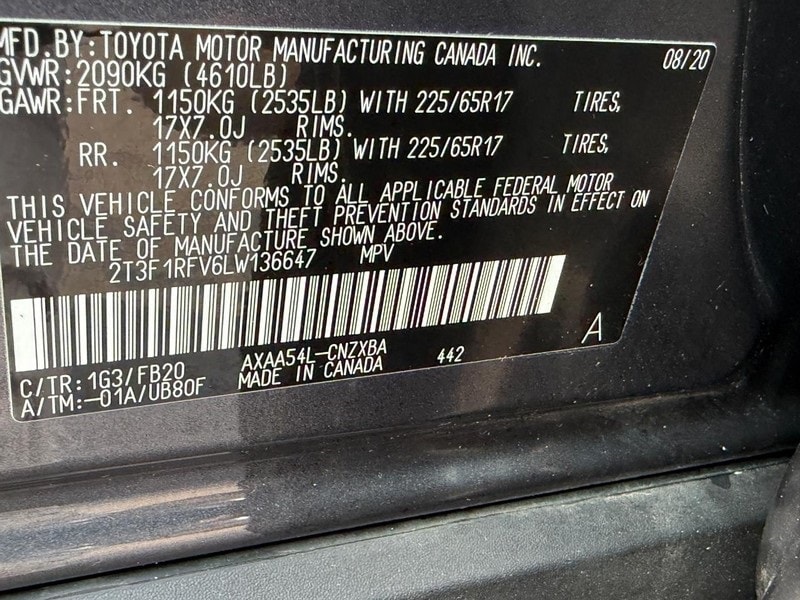 MFD. BY: TOYOTA MOTOR MANUFACTURING CANADA INC. 08/20
GVWR: 2090KG (4610LB)
GAWR: FRT. 1150KG (2535LB) WITH 225/65R17 TIRES,
17X7.0J RIMS.
RR. 1150KG (2535LB) WITH 225/65R17 TIRES,
17X7.0J RIMS.
THIS VEHICLE CONFORMS TO ALL APPLICABLE FEDERAL MOTOR
VEHICLE SAFETY AND THEFT PREVENTION STANDARDS IN EFFECT ON
THE DATE OF MANUFACTURE SHOWN ABOVE.
2T3F1RFV6LW136647 MPV
A
C/TR: 1G3/FB20 AXAA54L-CNZXBA 442
A/TM:-01A/UB80F MADE IN CANADA